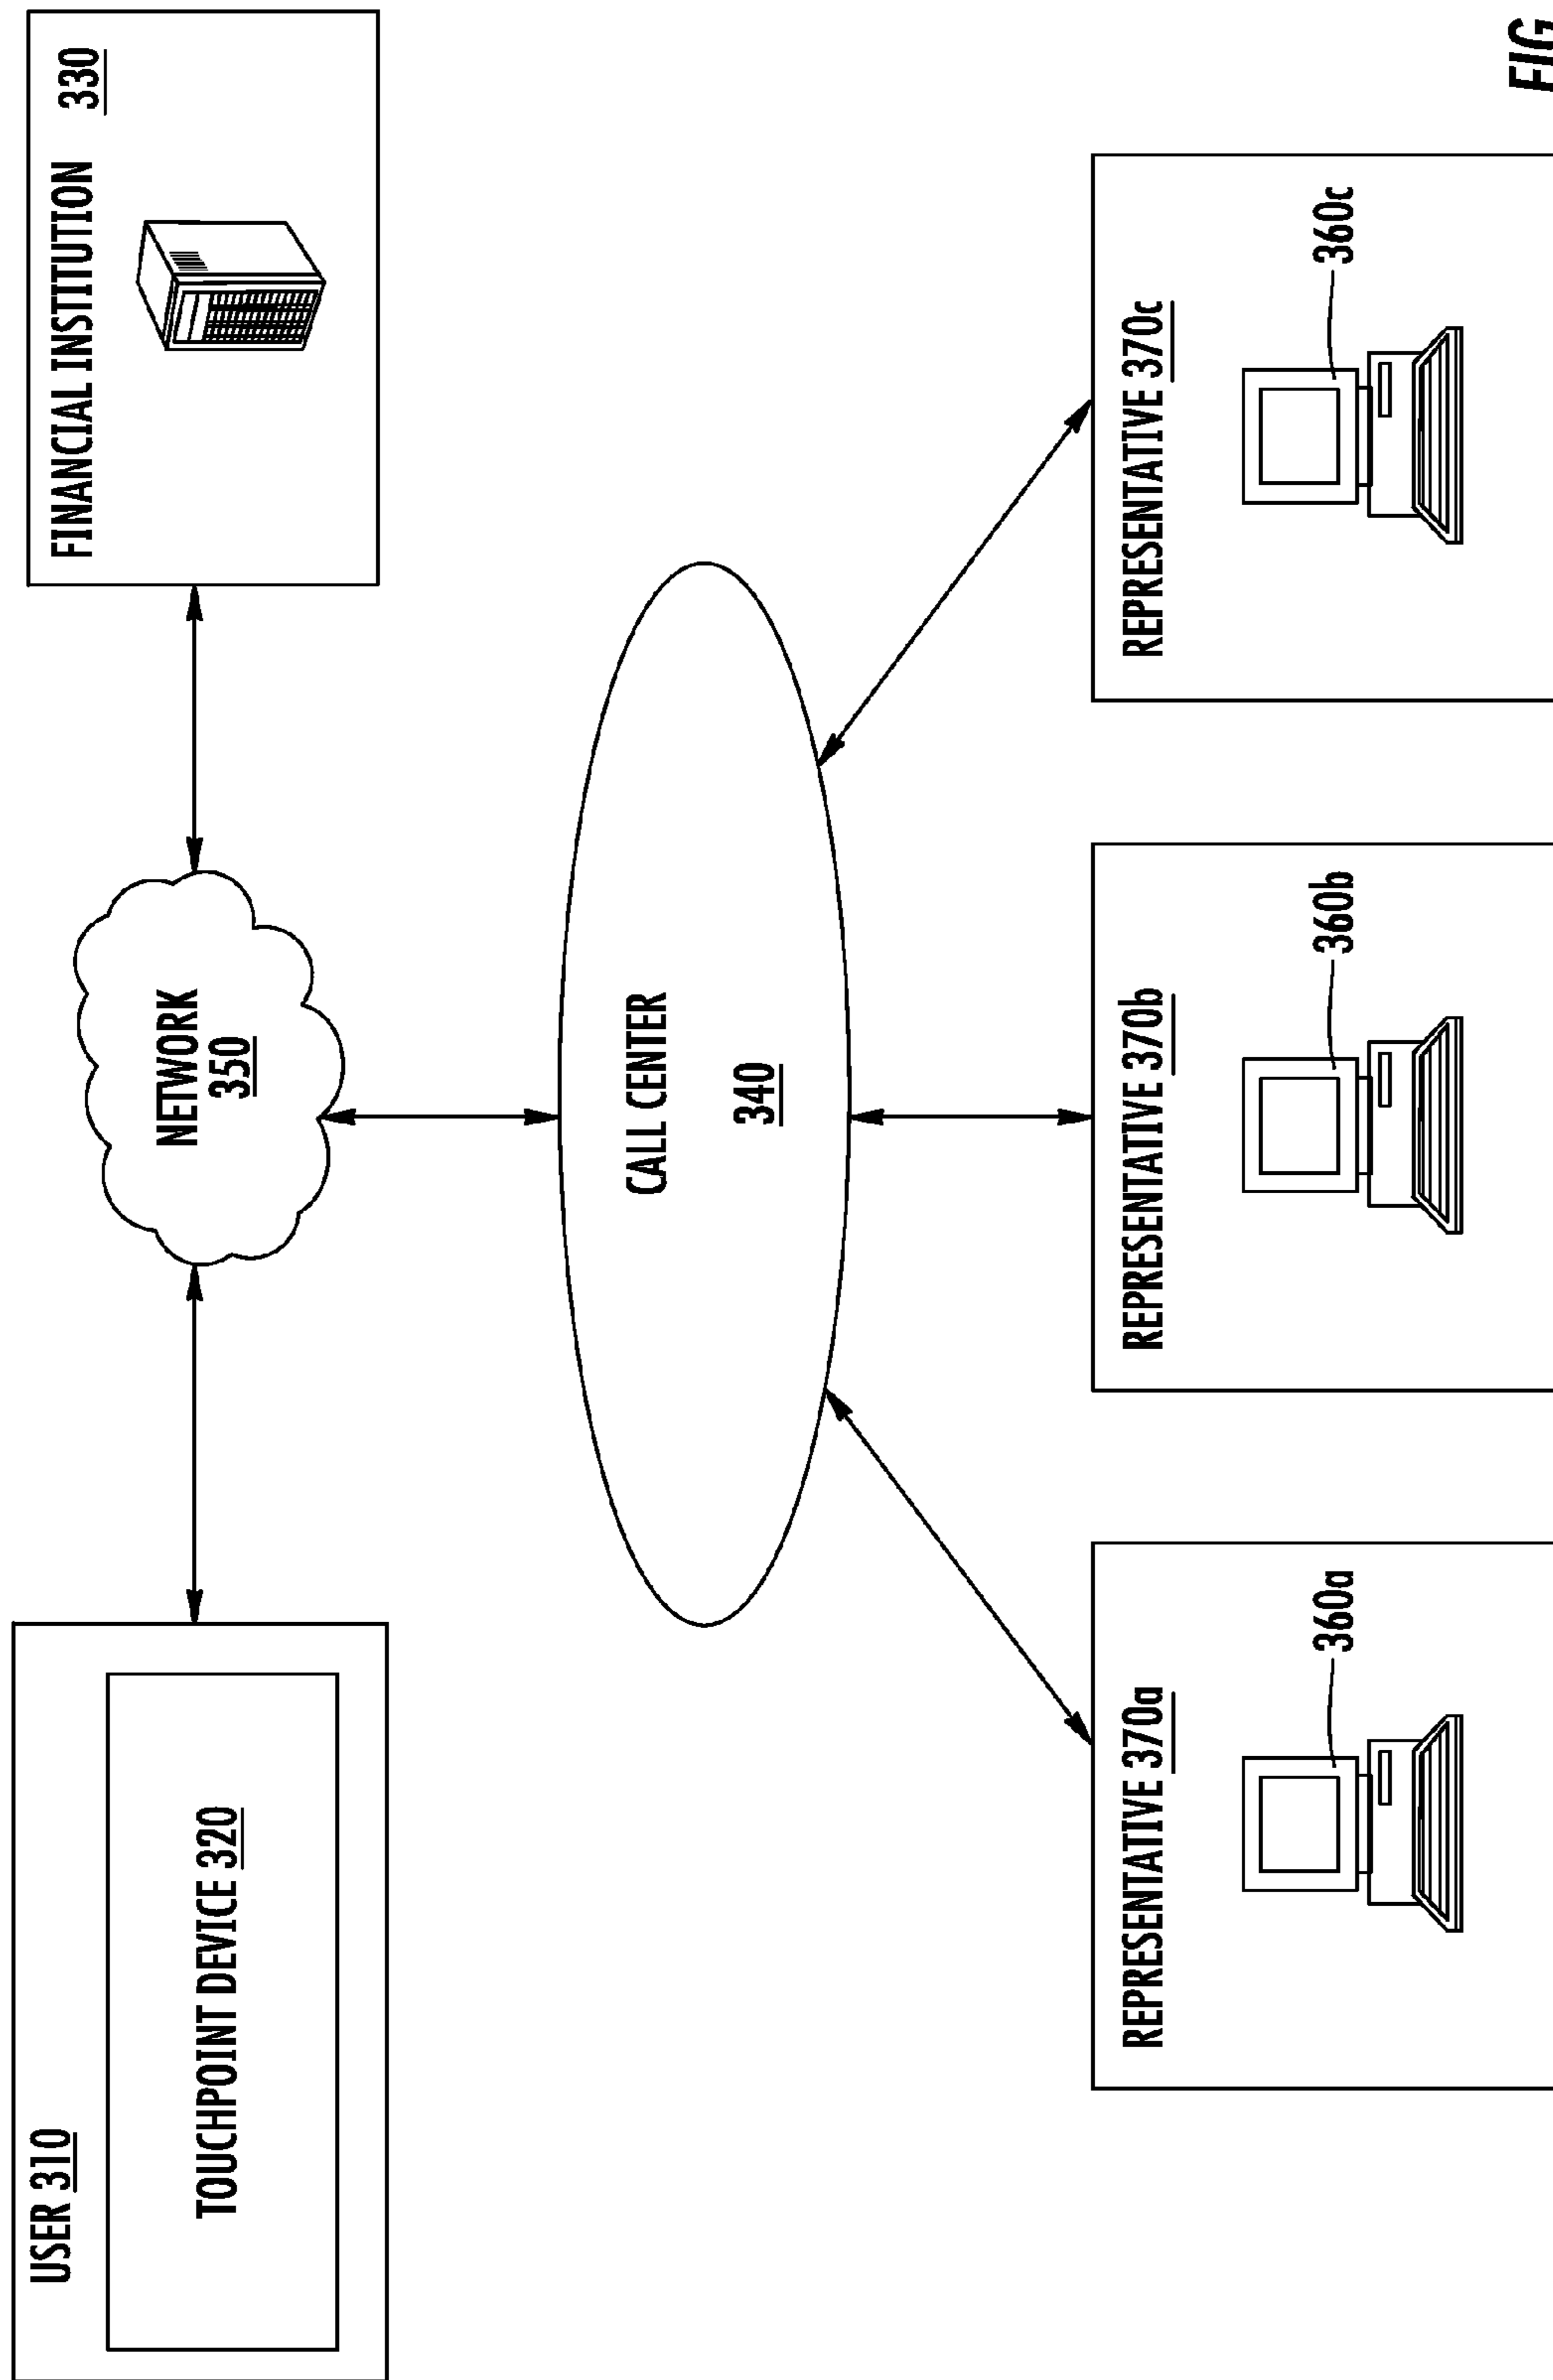 USER 310
TOUCHPOINT DEVICE 320
NETWORK
350
FINANCIAL INSTITUTION 330
CALL CENTER
340
REPRESENTATIVE 370a
360a
REPRESENTATIVE 370b
360b
REPRESENTATIVE 370c
360c
FIG